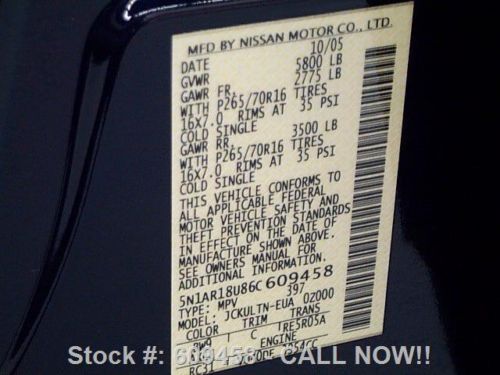 MFD BY NISSAN MOTOR CO., LTD.
DATE 10/05
GVWR 5800 LB
GAWR FR, 2775 LB
WITH P265/70R16 TIRES
16X7.0 RIMS AT 35 PSI
COLD SINGLE
GAWR RR, 3500 LB
WITH P265/70R16 TIRES
16X7.0 RIMS AT 35 PSI
COLD SINGLE
THIS VEHICLE CONFORMS TO
ALL APPLICABLE FEDERAL
MOTOR VEHICLE SAFETY AND
THEFT PREVENTION STANDARDS
IN EFFECT ON THE DATE OF
MANUFACTURE SHOWN ABOVE.
SEE OWNERS MANUAL FOR
ADDITIONAL INFORMATION
5N1AR18U86C609458
TYPE: MPV 397
MODEL: JCKULTN-EUA 02000
COLOR TRIM TRANS
C RE5R05A
ENGINE
Stock #: 609458 CALL NOW!!